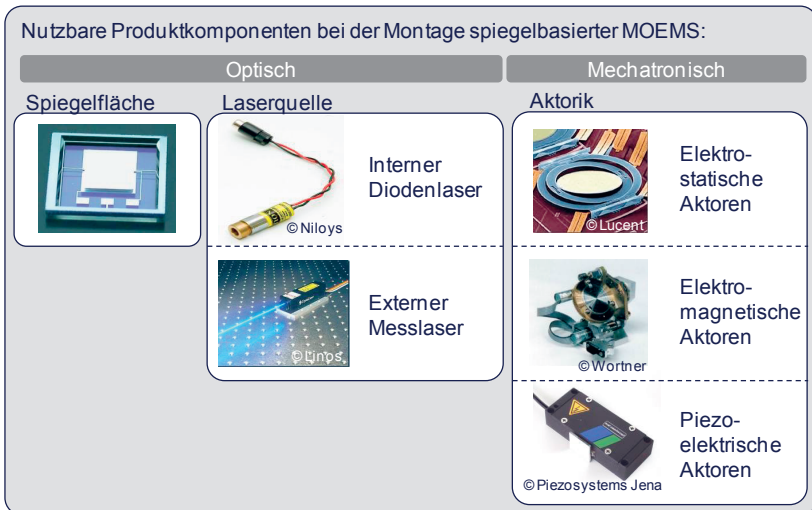 Nutzbare Produktkomponenten bei der Montage spiegelbasierter MOEMS:
Optisch
Mechatronisch
Spiegelfläche
Laserquelle
Aktorik
Interner
Diodenlaser
© Niloys
Externer
Messlaser
© Linos
Elektro-
statische
Aktoren
© Lucent
Elektro-
magnetische
Aktoren
© Wortner
Piezo-
elektrische
Aktoren
© Piezosystems Jena